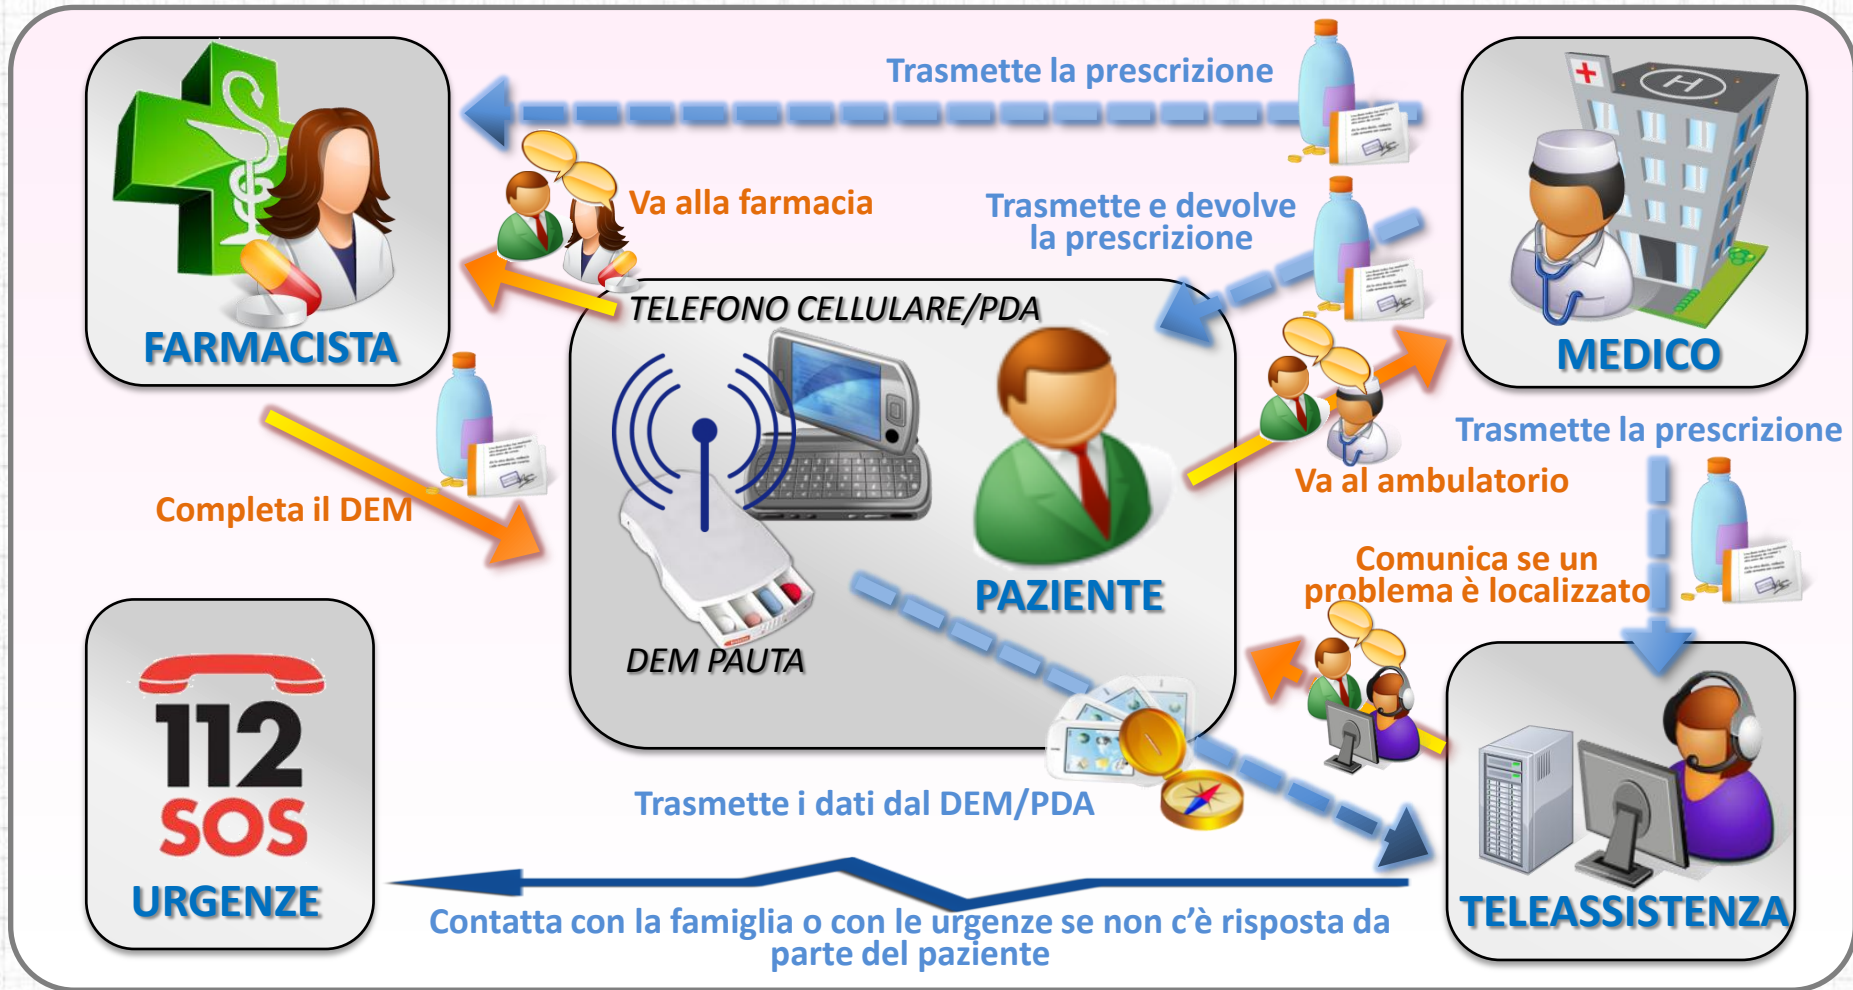 Trasmette la prescrizione
Va alla farmacia
Trasmette e devolve
la prescrizione
H
TELEFONO CELLULARE/PDA
FARMACISTA
MEDICO
Trasmette la prescrizione
Va al ambulatorio
Completa il DEM
Comunica se un
problema è localizzato
PAZIENTE
DEM PAUTA
112
SOS
URGENZE
Trasmette i dati dal DEM/PDA
TELEASSISTENZA
Contatta con la famiglia o con le urgenze se non c’è risposta da
parte del paziente